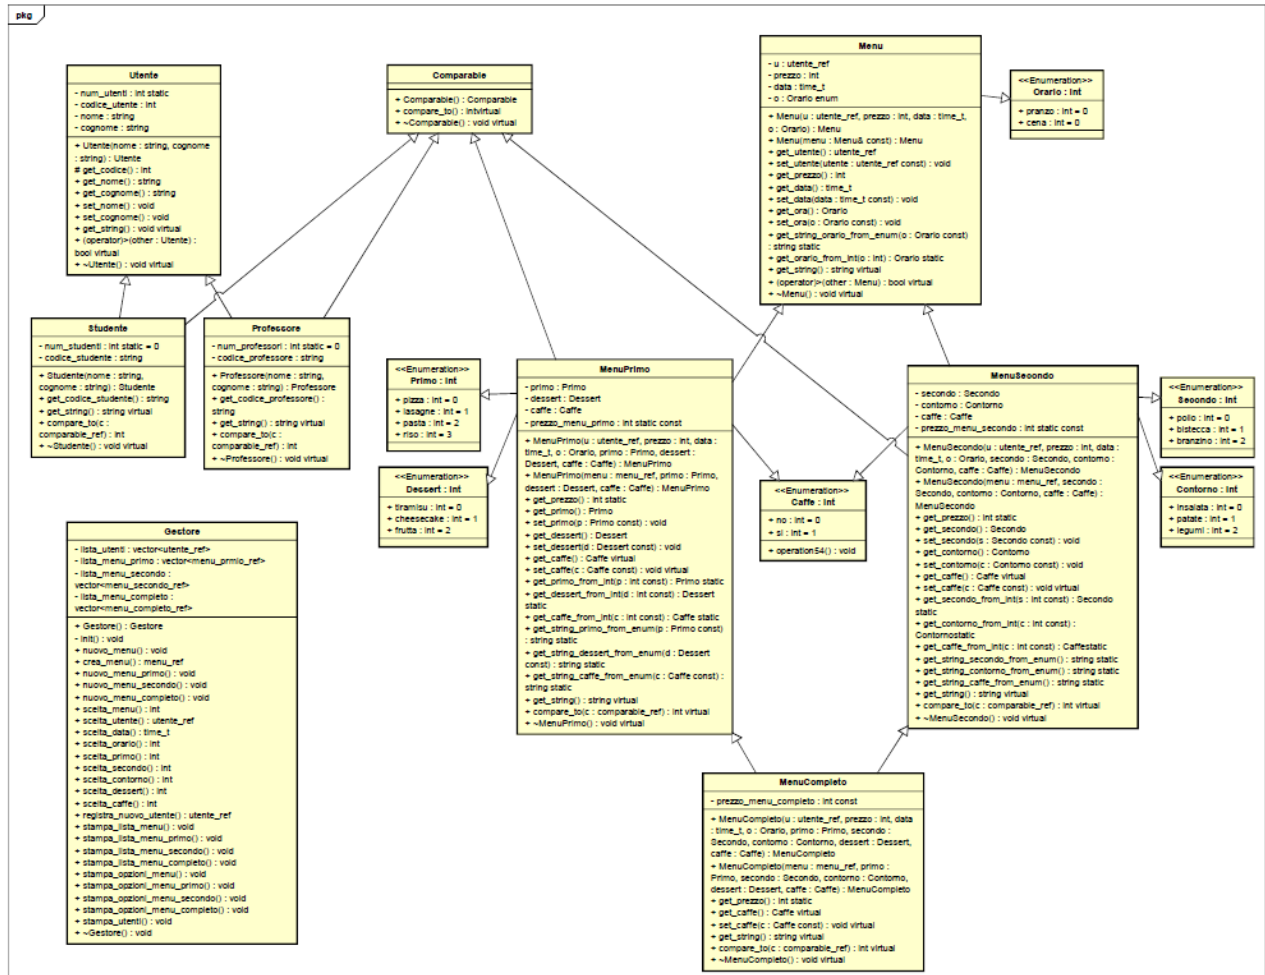 pkg
Utente
- num_utenti : int static
- codice_utente : int
- nome : string
- cognome : string
+ Utente(nome : string, cognome
: string) : Utente
# get_codice() : int
+ get_nome() : string
+ get_cognome() : string
+ set_nome() : void
+ set_cognome() : void
+ get_string() : void virtual
+ (operator)>(other : Utente) :
bool virtual
+ ~Utente() : void virtual
Comparable
+ Comparable() : Comparable
+ compare_to() : intvirtual
+ ~Comparable() : void virtual
Menu
- u : utente_ref
- prezzo : int
- data : time_t
- o : Orario enum
+ Menu(u : utente_ref, prezzo : int, data : time_t,
o : Orario) : Menu
+ Menu(menu : Menu& const) : Menu
+ get_utente() : utente_ref
+ set_utente(utente : utente_ref const) : void
+ get_prezzo() : int
+ get_data() : time_t
+ set_data(data : time_t const) : void
+ get_ora() : Orario
+ set_ora(o : Orario const) : void
+ get_string_orario_from_enum(o : Orario const)
: string static
+ get_orario_from_int(o : int) : Orario static
+ get_string() : string virtual
+ (operator)>(other : Menu) : bool virtual
+ ~Menu() : void virtual
<<Enumeration>>
Orario : int
+ pranzo : int = 0
+ cena : int = 0
Studente
- num_studenti : int static = 0
- codice_studente : string
+ Studente(nome : string,
cognome : string) : Studente
+ get_codice_studente() : string
+ get_string() : string virtual
+ compare_to(c :
comparable_ref) : int
+ ~Studente() : void virtual
Professore
- num_professori : int static = 0
- codice_professore : string
+ Professore(nome : string,
cognome : string) : Professore
+ get_codice_professore() :
string
+ get_string() : string virtual
+ compare_to(c :
comparable_ref) : int
+ ~Professore() : void virtual
<<Enumeration>>
Primo : int
+ pizza : int = 0
+ lasagne : int = 1
+ pasta : int = 2
+ riso : int = 3
<<Enumeration>>
Dessert : int
+ tiramisu : int = 0
+ cheesecake : int = 1
+ frutta : int = 2
MenuPrimo
- primo : Primo
- dessert : Dessert
- caffe : Caffe
- prezzo_menu_primo : int static const
+ MenuPrimo(u : utente_ref, prezzo : int, data :
time_t, o : Orario, primo : Primo, dessert :
Dessert, caffe : Caffe) : MenuPrimo
+ MenuPrimo(menu : menu_ref, primo : Primo,
dessert : Dessert, caffe : Caffe) : MenuPrimo
+ get_prezzo() : int static
+ get_primo() : Primo
+ set_primo(p : Primo const) : void
+ get_dessert() : Dessert
+ set_dessert(d : Dessert const) : void
+ get_caffe() : Caffe virtual
+ set_caffe(c : Caffe const) : void virtual
+ get_primo_from_int(p : int const) : Primo static
+ get_dessert_from_int(d : int const) : Dessert
static
+ get_caffe_from_int(c : int const) : Caffe static
+ get_string_primo_from_enum(p : Primo const)
: string static
+ get_string_dessert_from_enum(d : Dessert
const) : string static
+ get_string_caffe_from_enum(c : Caffe const) :
string static
+ get_string() : string virtual
+ compare_to(c : comparable_ref) : int virtual
+ ~MenuPrimo() : void virtual
<<Enumeration>>
Caffe : int
+ no : int = 0
+ si : int = 1
+ operation54() : void
MenuSecondo
- secondo : Secondo
- contorno : Contorno
- caffe : Caffe
- prezzo_menu_secondo : int static const
+ MenuSecondo(u : utente_ref, prezzo : int, data :
time_t, o : Orario, secondo : Secondo, contorno :
Contorno, caffe : Caffe) : MenuSecondo
+ MenuSecondo(menu : menu_ref, secondo :
Secondo, contorno : Contorno, caffe : Caffe) :
MenuSecondo
+ get_prezzo() : int static
+ get_secondo() : Secondo
+ set_secondo(s : Secondo const) : void
+ get_contorno() : Contorno
+ set_contorno(c : Contorno const) : void
+ get_caffe() : Caffe virtual
+ set_caffe(c : Caffe const) : void virtual
+ get_secondo_from_int(s : int const) : Secondo
static
+ get_contorno_from_int(c : int const) :
Contornostatic
+ get_caffe_from_int(c : int const) : Caffestatic
+ get_string_secondo_from_enum() : string static
+ get_string_contorno_from_enum() : string static
+ get_string_caffe_from_enum() : string static
+ get_string() : string virtual
+ compare_to(c : comparable_ref) : int virtual
+ ~MenuSecondo() : void virtual
<<Enumeration>>
Secondo : int
+ pollo : int = 0
+ bistecca : int = 1
+ branzino : int = 2
<<Enumeration>>
Contorno : int
+ insalata : int = 0
+ patate : int = 1
+ legumi : int = 2
Gestore
- lista_utenti : vector<utente_ref>
- lista_menu_primo : vector<menu_prmio_ref>
- lista_menu_secondo :
vector<menu_secondo_ref>
- lista_menu_completo :
vector<menu_completo_ref>
+ Gestore() : Gestore
- init() : void
+ nuovo_menu() : void
+ crea_menu() : menu_ref
+ nuovo_menu_primo() : void
+ nuovo_menu_secondo() : void
+ nuovo_menu_completo() : void
+ scelta_menu() : int
+ scelta_utente() : utente_ref
+ scelta_data() : time_t
+ scelta_orario() : int
+ scelta_primo() : int
+ scelta_secondo() : int
+ scelta_contorno() : int
+ scelta_dessert() : int
+ scelta_caffe() : int
+ registra_nuovo_utente() : utente_ref
+ stampa_lista_menu() : void
+ stampa_lista_menu_primo() : void
+ stampa_lista_menu_secondo() : void
+ stampa_lista_menu_completo() : void
+ stampa_opzioni_menu() : void
+ stampa_opzioni_menu_primo() : void
+ stampa_opzioni_menu_secondo() : void
+ stampa_opzioni_menu_completo() : void
+ stampa_utenti() : void
+ ~Gestore() : void
MenuCompleto
- prezzo_menu_completo : int const
+ MenuCompleto(u : utente_ref, prezzo : int, data
: time_t, o : Orario, primo : Primo, secondo :
Secondo, contorno : Contorno, dessert : Dessert,
caffe : Caffe) : MenuCompleto
+ MenuCompleto(menu : menu_ref, primo :
Primo, secondo : Secondo, contorno : Contorno,
dessert : Dessert, caffe : Caffe) : MenuCompleto
+ get_prezzo() : int static
+ get_caffe() : Caffe virtual
+ set_caffe(c : Caffe const) : void virtual
+ get_string() : string virtual
+ compare_to(c : comparable_ref) : int virtual
+ ~MenuCompleto() : void virtual